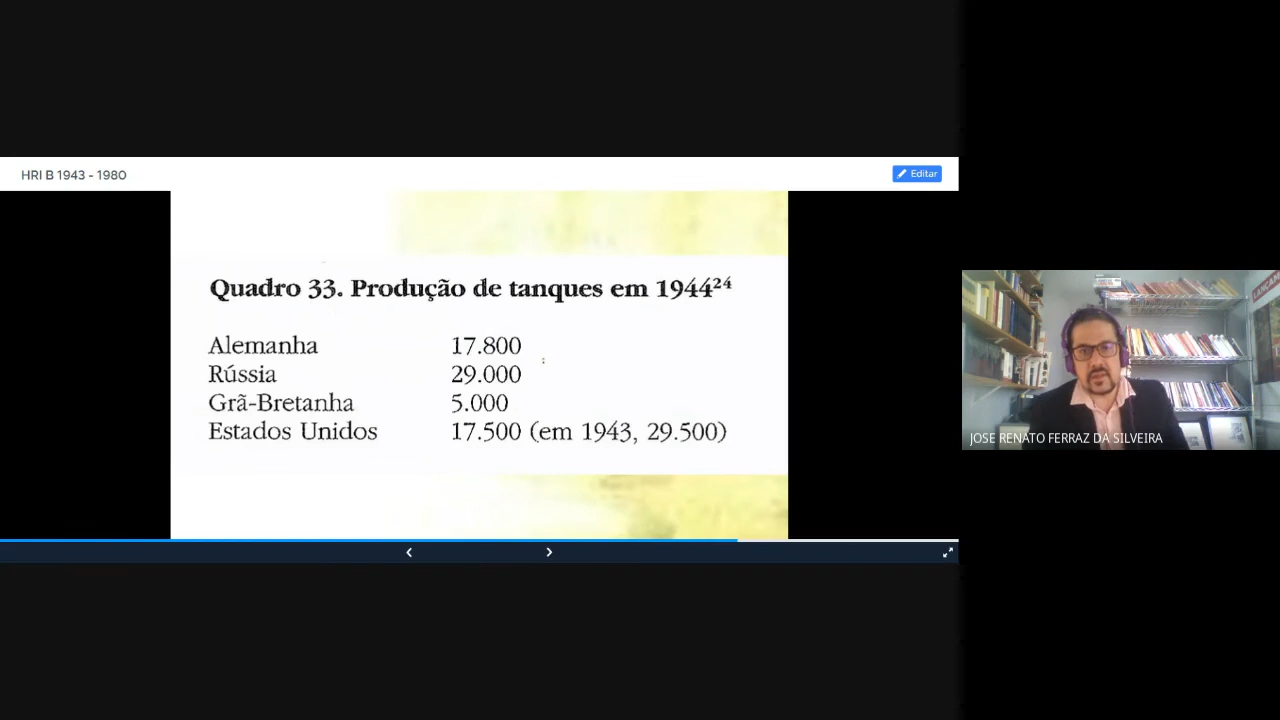 HRI B 1943 - 1980
Editar
Quadro 33. Produção de tanques em 1944²⁴
Alemanha 17.800
Rússia 29.000
Grã-Bretanha 5.000
Estados Unidos 17.500 (em 1943, 29.500)
JOSE RENATO FERRAZ DA SILVEIRA